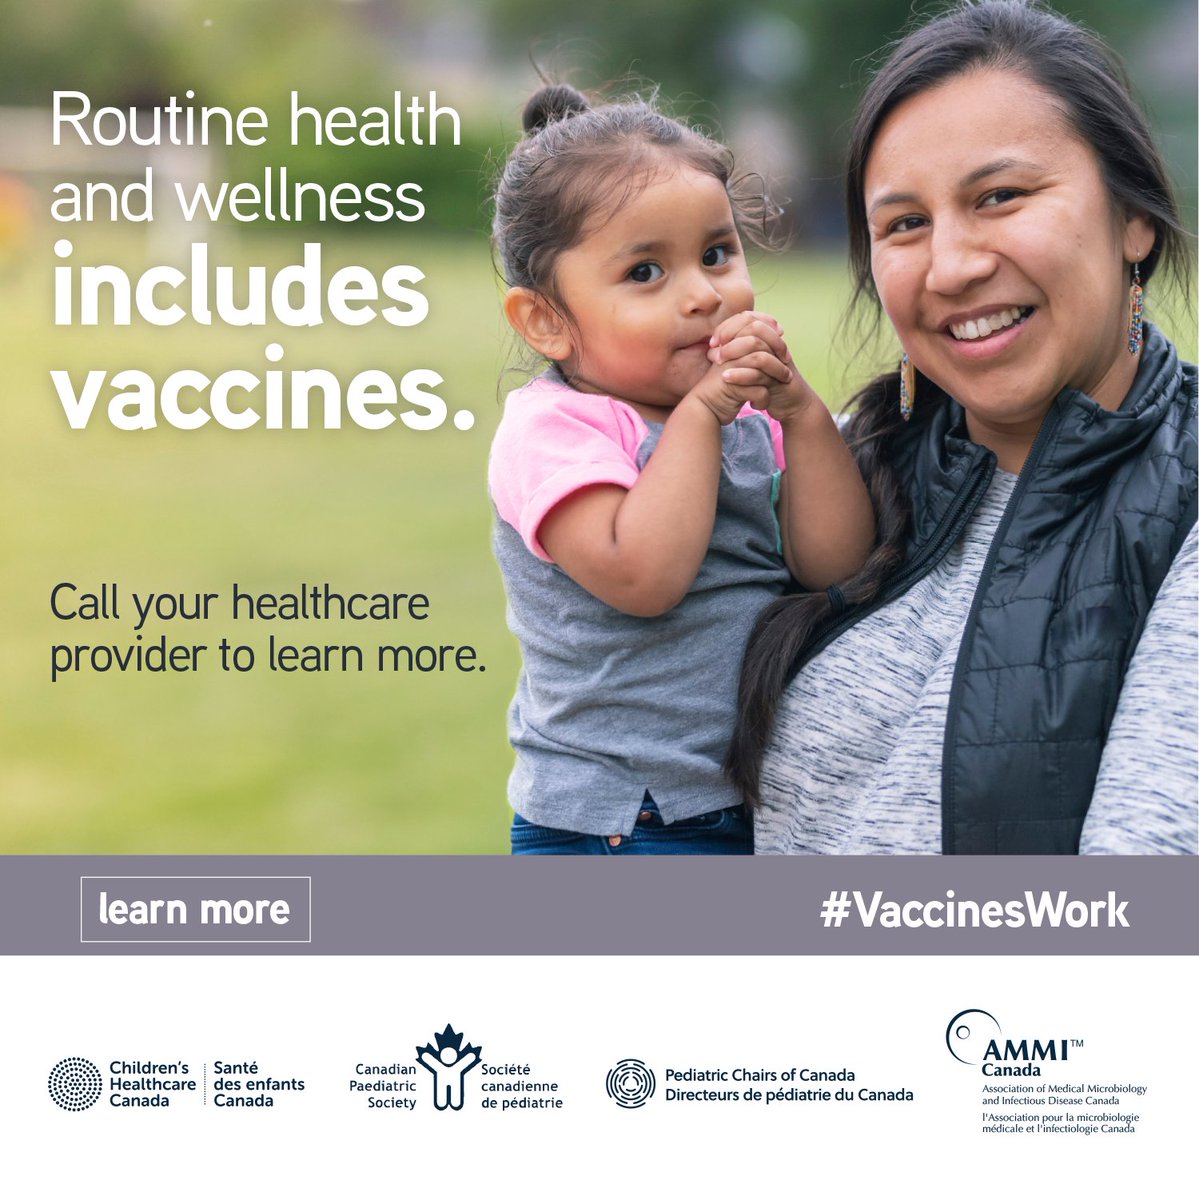 Routine health
and wellness
includes
vaccines.
Call your healthcare
provider to learn more.
learn more
#VaccinesWork
Children's
Healthcare
Canada
Santé
des enfants
Canada
Canadian
Paediatric
Society
Société
canadienne
de pédiatrie
Pediatric Chairs of Canada
Directeurs de pédiatrie du Canada
AMMI™
Canada
Association of Medical Microbiology
and Infectious Disease Canada
l'Association pour la microbiologie
médicale et l'infectiologie Canada